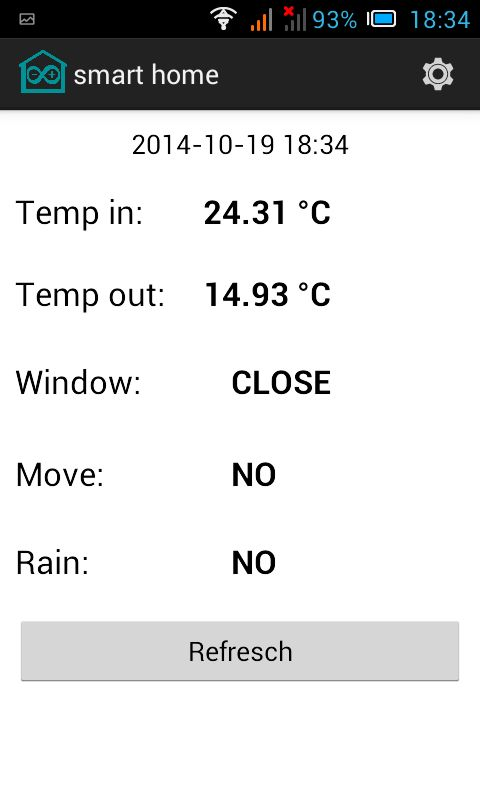 93% 18:34
smart home
2014-10-19 18:34
Temp in: 24.31 °C
Temp out: 14.93 °C
Window: CLOSE
Move: NO
Rain: NO
Refresch